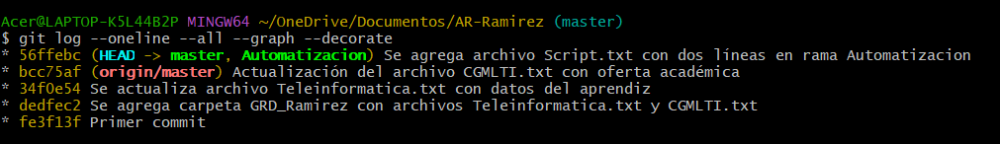 Acer@LAPTOP-K5L44B2P MINGW64 ~/OneDrive/Documentos/AR-Ramirez (master)
$ git log --oneline --all --graph --decorate
* 56ffebc (HEAD -> master, Automatizacion) Se agrega archivo Script.txt con dos líneas en rama Automatizacion
* bcc75af (origin/master) Actualización del archivo CGMLTI.txt con oferta académica
* 34f0e54 Se actualiza archivo Teleinformatica.txt con datos del aprendiz
* dedfec2 Se agrega carpeta GRD_Ramirez con archivos Teleinformatica.txt y CGMLTI.txt
* fe3f13f Primer commit